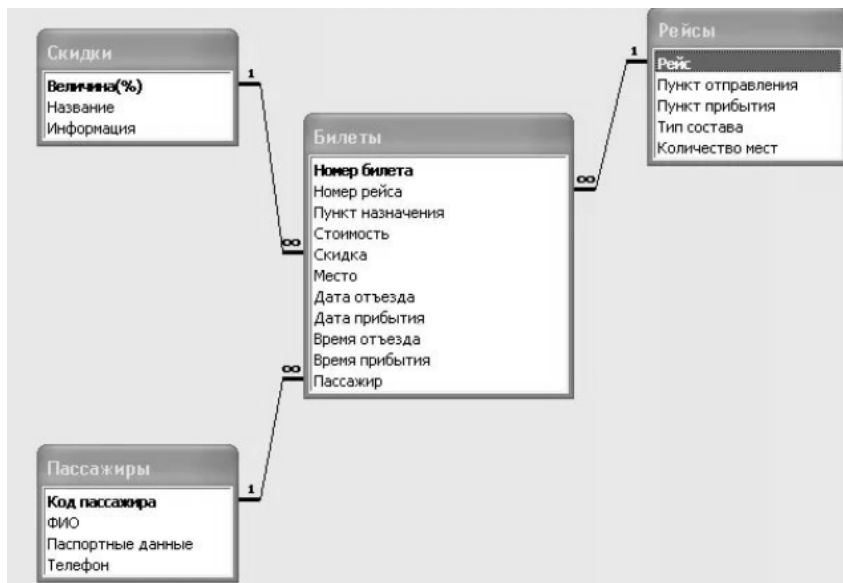 Скидки
Величина(%)
Название
Информация
1
∞
Билеты
Номер билета
Номер рейса
Пункт назначения
Стоимость
Скидка
Место
Дата отъезда
Дата прибытия
Время отъезда
Время прибытия
Пассажир
∞
∞
1
Рейсы
Рейс
Пункт отправления
Пункт прибытия
Тип состава
Количество мест
Пассажиры
Код пассажира
ФИО
Паспортные данные
Телефон
1